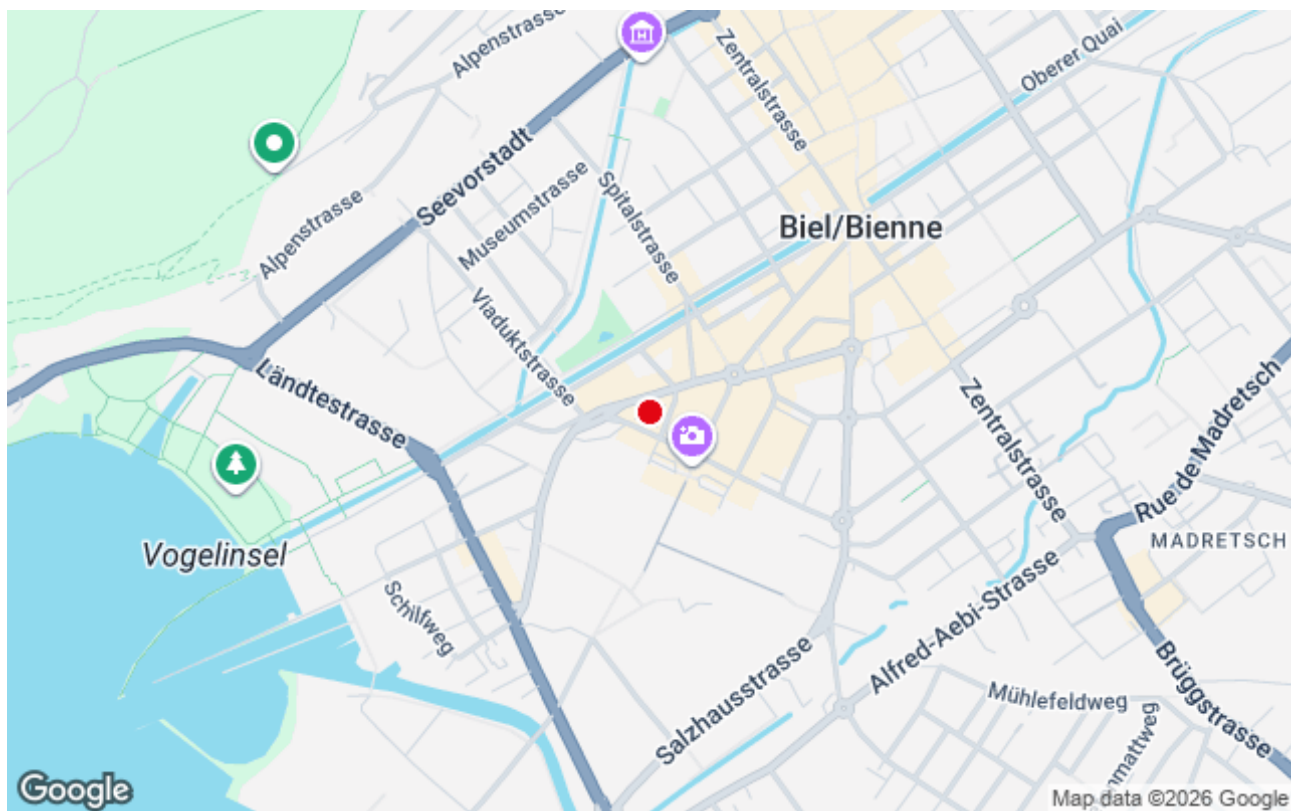 Alpenstrasse
Zentralstrasse
Oberer Quai
Seevorstadt
Museumstrasse
Spitalstrasse
Alpenstrasse
Biel/Bienne
Viaduktstrasse
Ländtestrasse
Zentralstrasse
Rue de Madretsch
Vogelinsel
MADRETSCH
Schilfweg
Alfred-Aebi-Strasse
Salzhausstrasse
Mühlefeldweg
Brüggstrasse
Google
Map data ©2026 Google